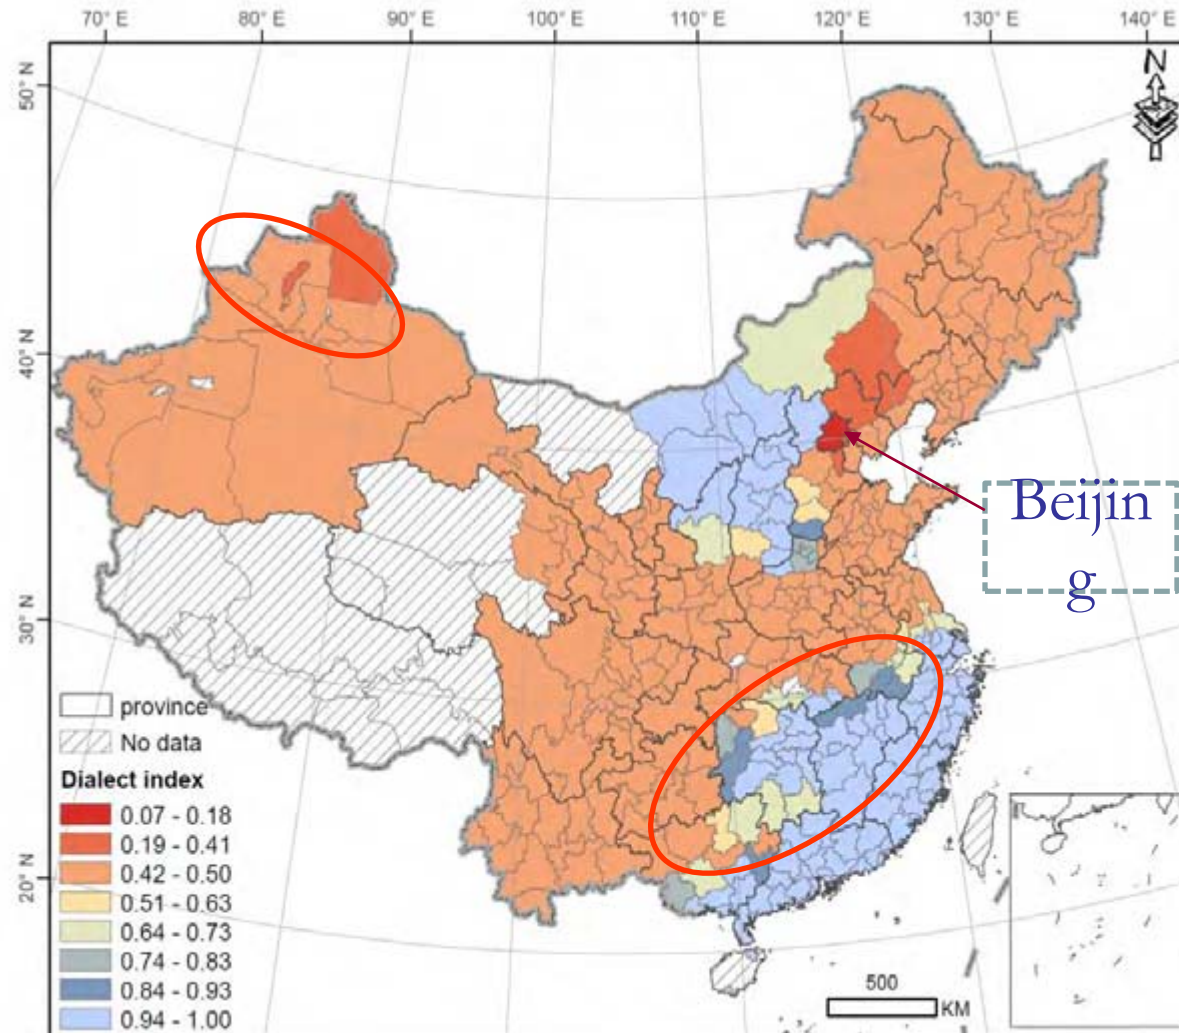 70° E 80° E 90° E 100° E 110° E 120° E 130° E 140° E
N
50° N
40° N
30° N
20° N
Beijin
g
province
No data
Dialect index
0.07 - 0.18
0.19 - 0.41
0.42 - 0.50
0.51 - 0.63
0.64 - 0.73
0.74 - 0.83
0.84 - 0.93
0.94 - 1.00
500
KM